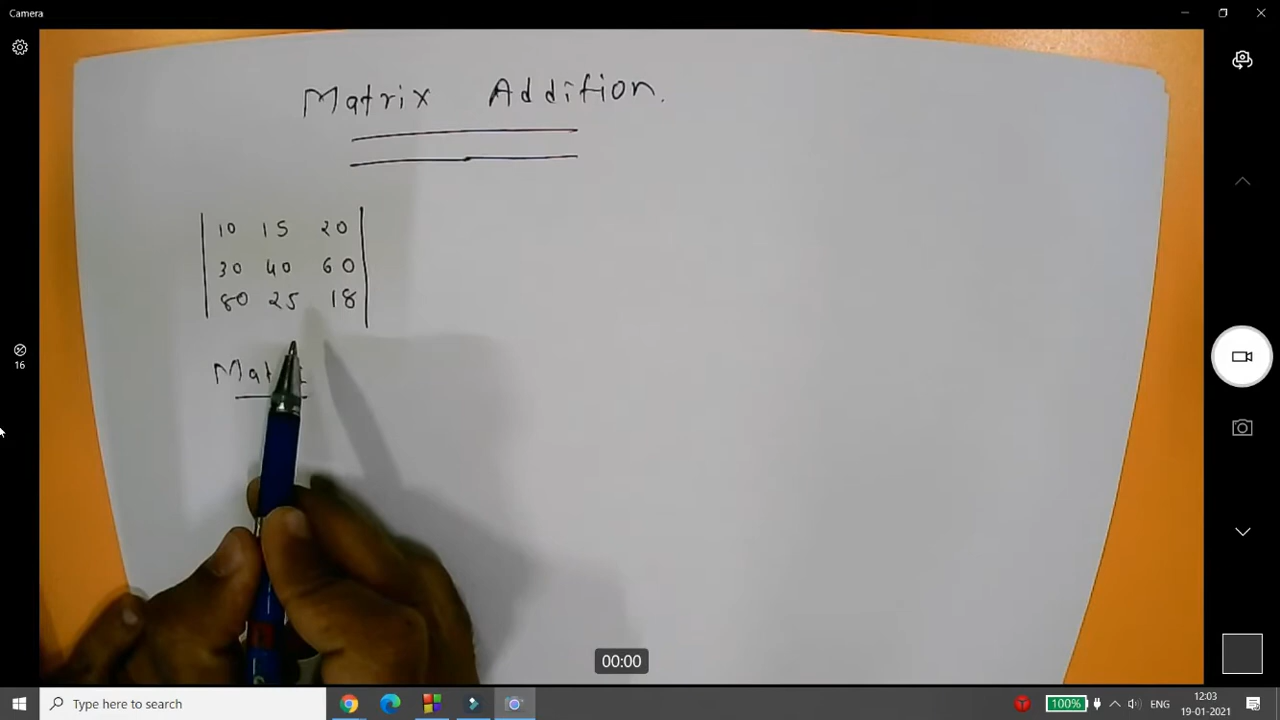 Camera
Matrix Addition.
10 15 20
30 40 60
80 25 18
16
00:00
Type here to search
100%
ENG
12:03
19-01-2021